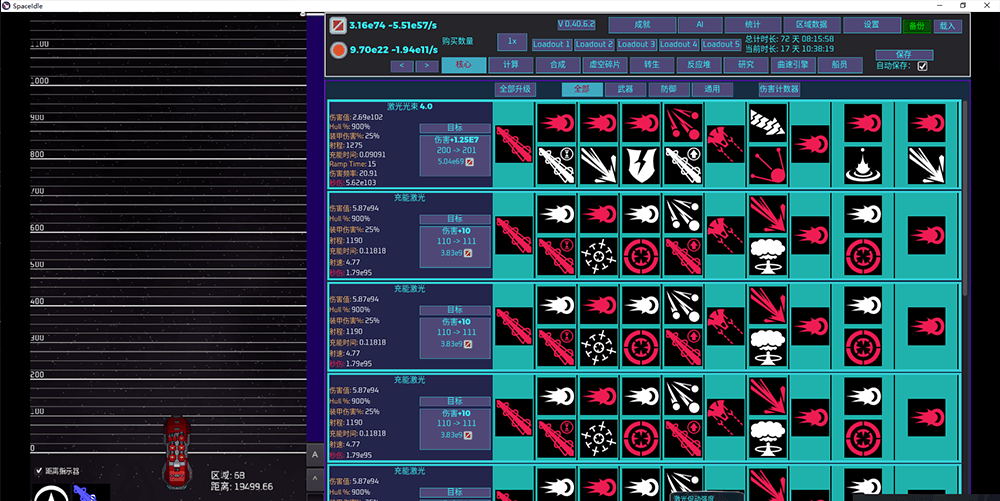 SpaceIdle
1100
1000
900
800
700
600
500
400
300
200
100
0
距离指示器
区域: 68
距离: 19499.66
A
^
3.16e74 -5.51e57/s
9.70e22 -1.94e11/s
购买数量
1x
V 0.40.6.2
成就
AI
统计
区域数据
设置
备份
载入
Loadout 1
Loadout 2
Loadout 3
Loadout 4
Loadout 5
总计时长: 72 天 08:15:58
当前时长: 17 天 10:38:19
保存
自动保存:
<
>
核心
计算
合成
虚空碎片
转生
反应堆
研究
曲速引擎
船员
全部升级
全部
武器
防御
通用
伤害计数器
激光光束 4.0
伤害值: 2.69e102
Hull %: 900%
装甲伤害%: 25%
射程: 1275
充能时间: 0.09091
Ramp Time: 15
伤害频率: 20.91
秒伤: 5.62e103
目标
伤害+1.25E7
200 -> 201
5.04e69
充能激光
伤害值: 5.87e94
Hull %: 900%
装甲伤害%: 25%
射程: 1190
充能时间: 0.11818
射速: 4.77
秒伤: 1.79e95
目标
伤害+10
110 -> 111
3.83e9
充能激光
伤害值: 5.87e94
Hull %: 900%
装甲伤害%: 25%
射程: 1190
充能时间: 0.11818
射速: 4.77
秒伤: 1.79e95
目标
伤害+10
110 -> 111
3.83e9
充能激光
伤害值: 5.87e94
Hull %: 900%
装甲伤害%: 25%
射程: 1190
充能时间: 0.11818
射速: 4.77
秒伤: 1.79e95
目标
伤害+10
110 -> 111
3.83e9
充能激光
伤害值: 5.87e94
Hull %: 900%
目标